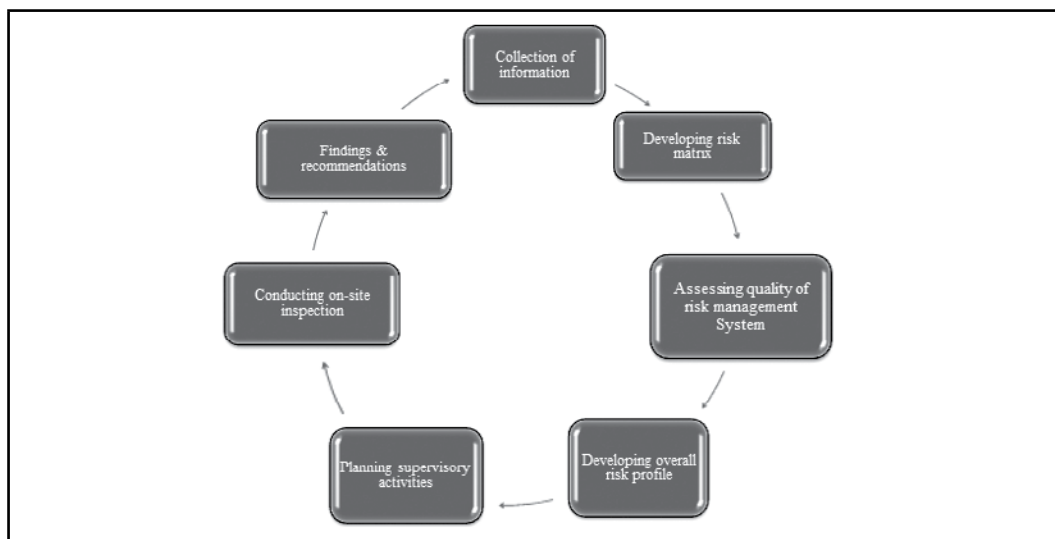 Collection of
information
Developing risk
matrix
Assessing quality of
risk management
System
Developing overall
risk profile
Planning supervisory
activities
Conducting on-site
inspection
Findings &
recommendations